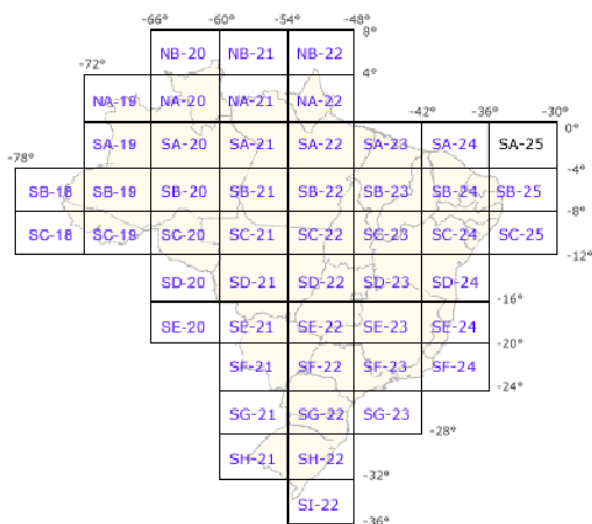 -66° -60° -54° -48°
8°
NB-20 NB-21 NB-22
-72° 4°
NA-19 NA-20 NA-21 NA-22
-42° -36° -30°
0°
SA-19 SA-20 SA-21 SA-22 SA-23 SA-24 SA-25
-78° -4°
SB-18 SB-19 SB-20 SB-21 SB-22 SB-23 SB-24 SB-25
-8°
SC-18 SC-19 SC-20 SC-21 SC-22 SC-23 SC-24 SC-25
-12°
SD-20 SD-21 SD-22 SD-23 SD-24
-16°
SE-20 SE-21 SE-22 SE-23 SE-24
-20°
SF-21 SF-22 SF-23 SF-24
-24°
SG-21 SG-22 SG-23
-28°
SH-21 SH-22
-32°
SI-22
-36°